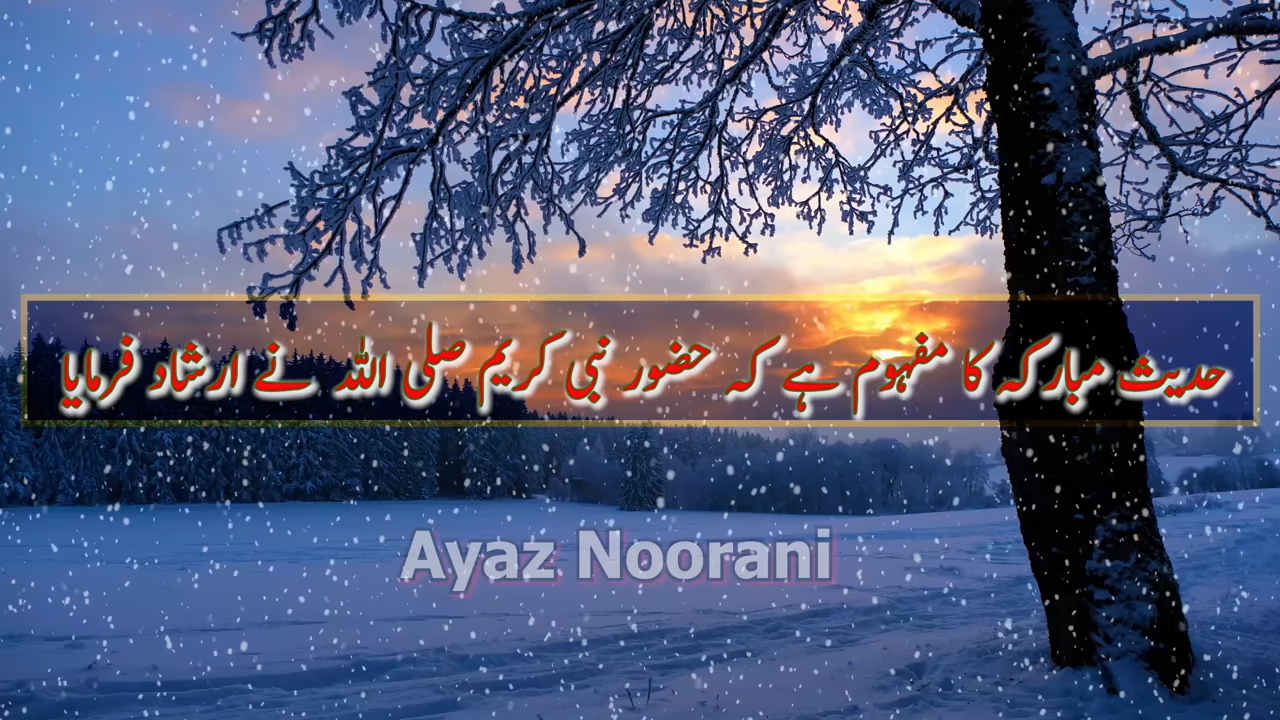 حدیث مبارکہ کا مفہوم ہے کہ حضور نبی کریم صلی اللہ نے ارشاد فرمایا
Ayaz Noorani